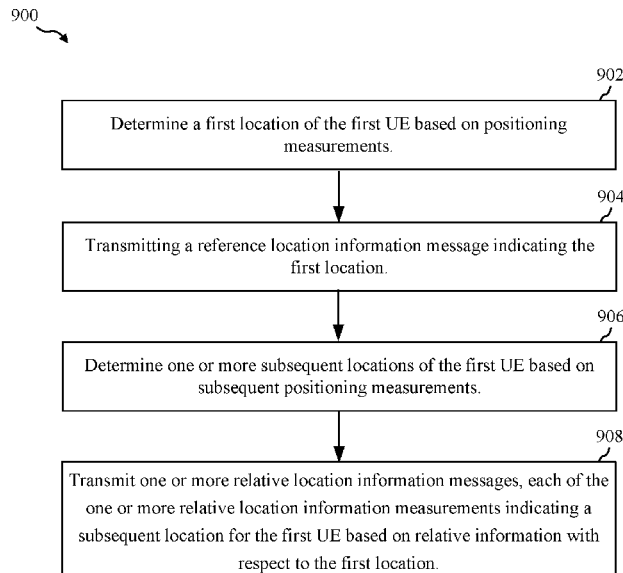 900
902
Determine a first location of the first UE based on positioning
measurements.
904
Transmitting a reference location information message indicating the
first location.
906
Determine one or more subsequent locations of the first UE based on
subsequent positioning measurements.
908
Transmit one or more relative location information messages, each of the
one or more relative location information measurements indicating a
subsequent location for the first UE based on relative information with
respect to the first location.